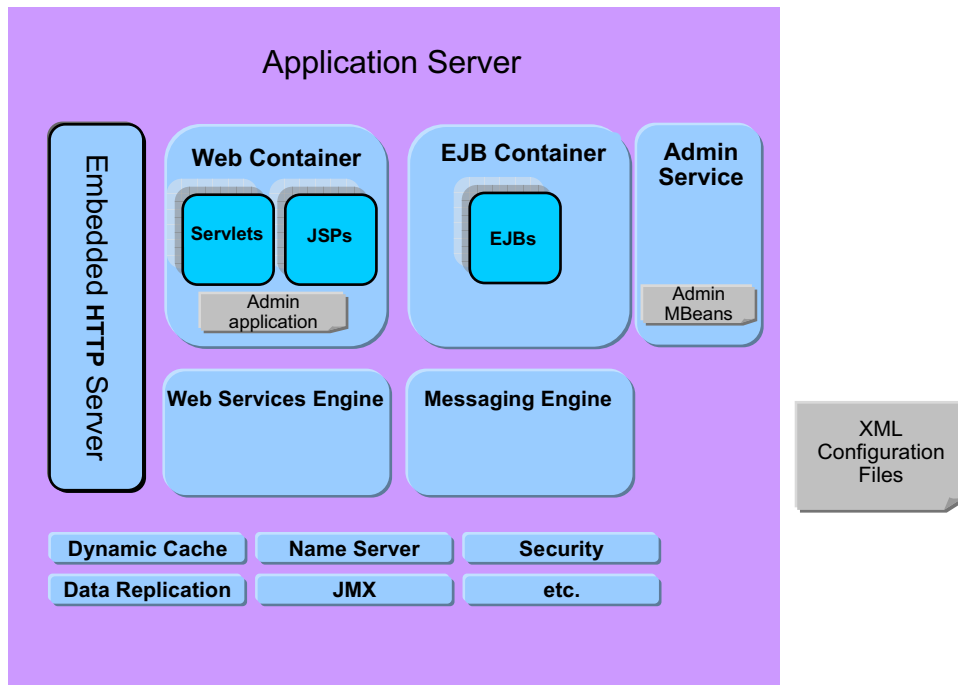 Application Server
Embedded HTTP Server
Web Container
Servlets
JSPs
Admin
application
EJB Container
EJBs
Admin
Service
Admin
MBeans
Web Services Engine
Messaging Engine
XML
Configuration
Files
Dynamic Cache
Name Server
Security
Data Replication
JMX
etc.